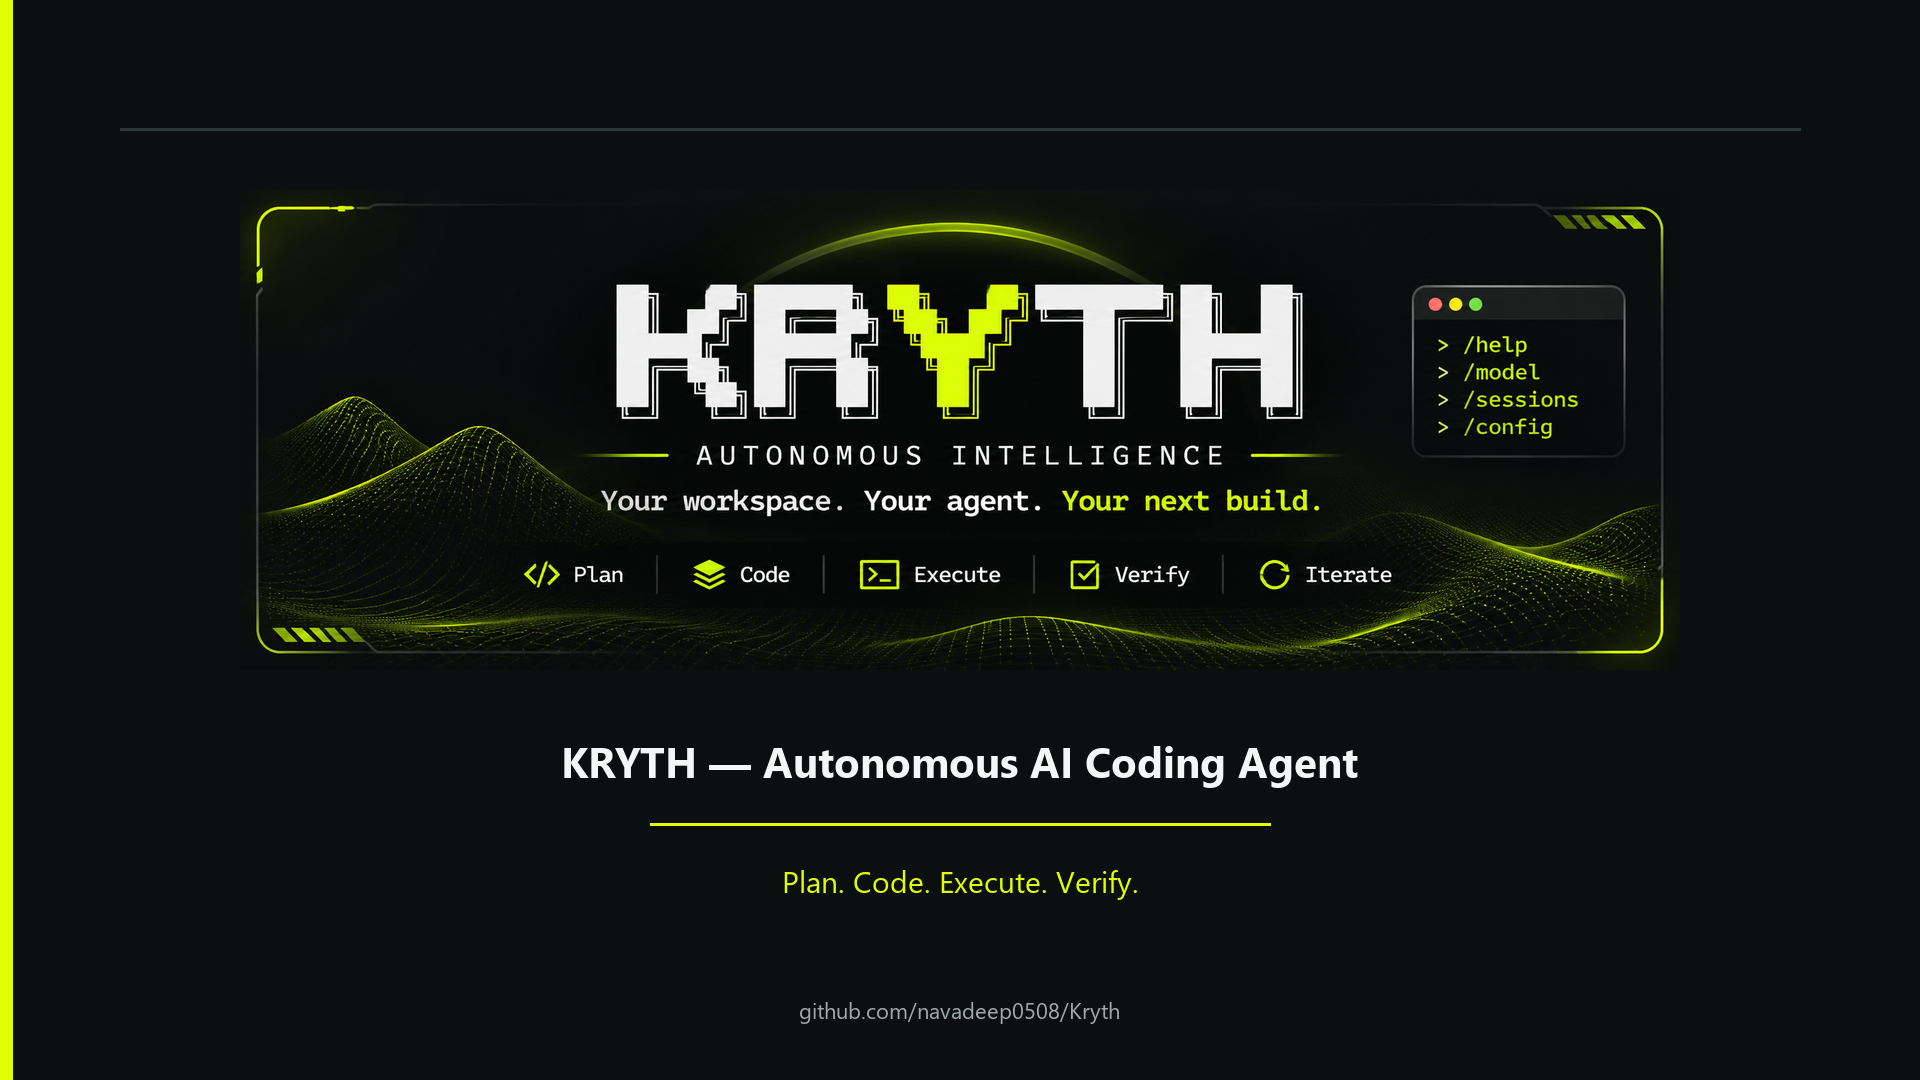 KRYTH
AUTONOMOUS INTELLIGENCE
Your workspace. Your agent. Your next build.
Plan
Code
Execute
Verify
Iterate
> /help
> /model
> /sessions
> /config
KRYTH — Autonomous AI Coding Agent
Plan. Code. Execute. Verify.
github.com/navadeep0508/Kryth